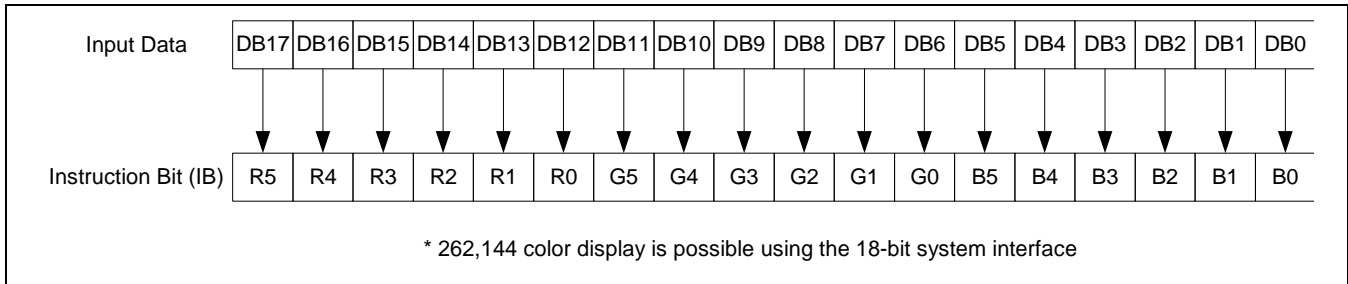 Input Data DB17 DB16 DB15 DB14 DB13 DB12 DB11 DB10 DB9 DB8 DB7 DB6 DB5 DB4 DB3 DB2 DB1 DB0
Instruction Bit (IB) R5 R4 R3 R2 R1 R0 G5 G4 G3 G2 G1 G0 B5 B4 B3 B2 B1 B0
* 262,144 color display is possible using the 18-bit system interface